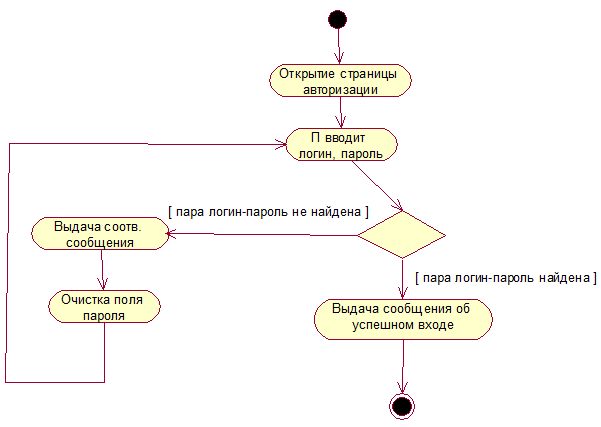 Открытие страницы
авторизации
П вводит
логин, пароль
[ пара логин-пароль не найдена ]
Выдача соотв.
сообщения
[ пара логин-пароль найдена ]
Очистка поля
пароля
Выдача сообщения об
успешном входе